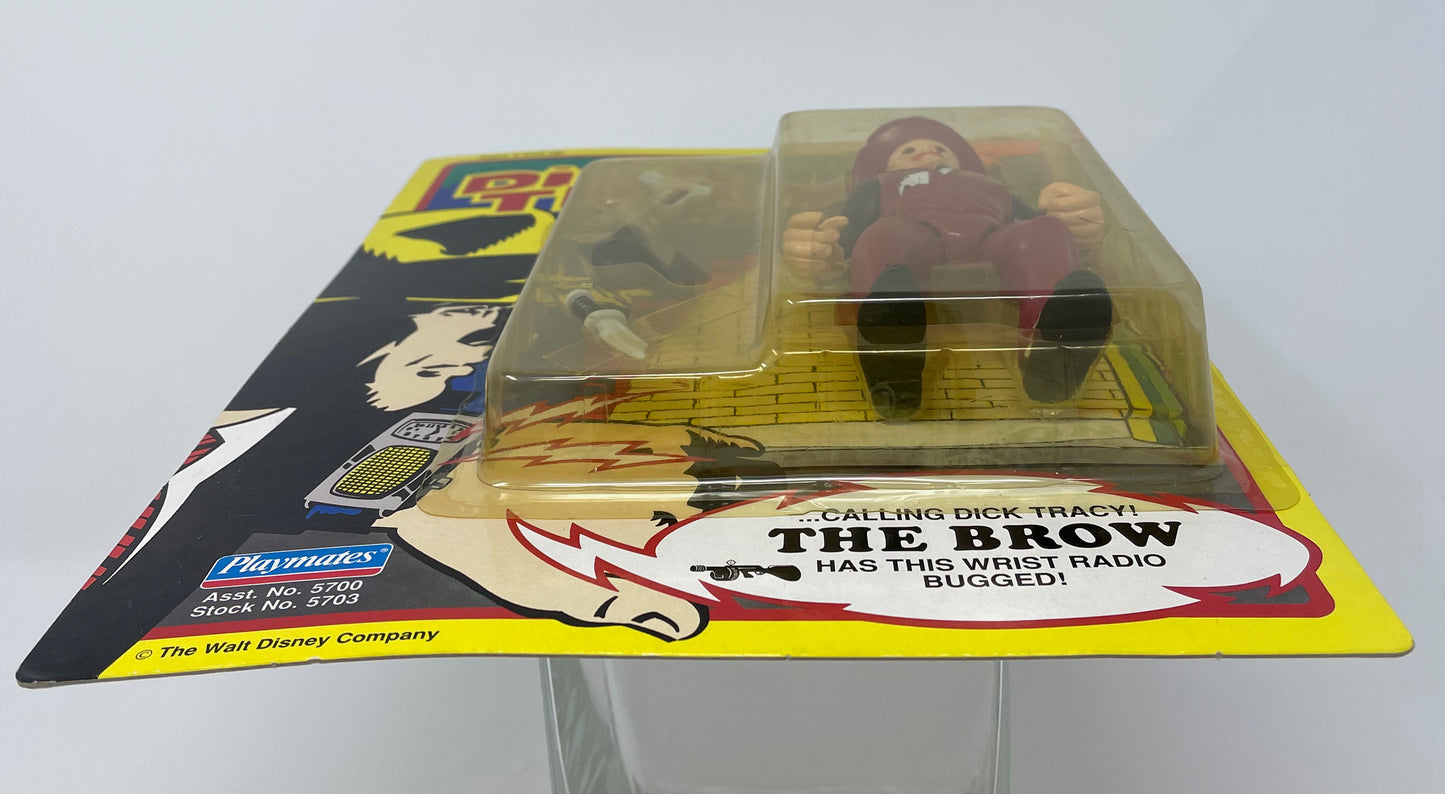 ...CALLING DICK TRACY!
THE BROW
HAS THIS WRIST RADIO
BUGGED!
Playmates®
Asst. No. 5700
Stock No. 5703
© The Walt Disney Company